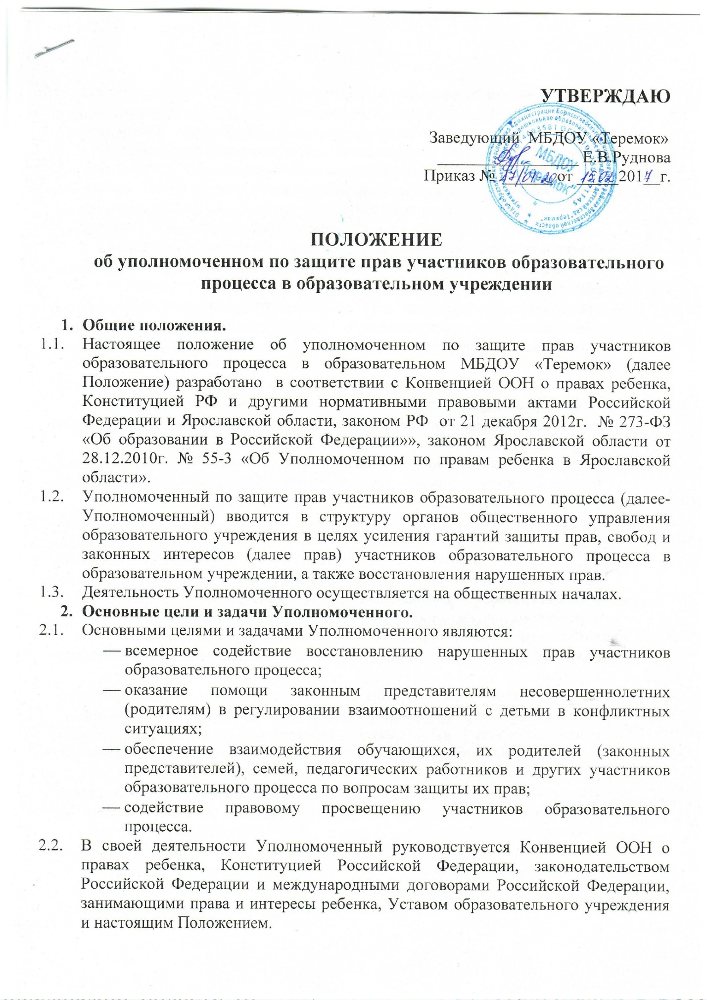 УТВЕРЖДАЮ
Заведующий МБДОУ «Теремок»
Е.В.Руднова
Приказ № 27/01-20 от 15.02 2017 г.
МБДОУ
"Теремок"
ПОЛОЖЕНИЕ
об уполномоченном по защите прав участников образовательного
процесса в образовательном учреждении
1. Общие положения.
1.1. Настоящее положение об уполномоченном по защите прав участников
образовательного процесса в образовательном МБДОУ «Теремок» (далее
Положение) разработано в соответствии с Конвенцией ООН о правах ребенка,
Конституцией РФ и другими нормативными правовыми актами Российской
Федерации и Ярославской области, законом РФ от 21 декабря 2012г. № 273-ФЗ
«Об образовании в Российской Федерации»», законом Ярославской области от
28.12.2010г. № 55-З «Об Уполномоченном по правам ребенка в Ярославской
области».
1.2. Уполномоченный по защите прав участников образовательного процесса (далее-
Уполномоченный) вводится в структуру органов общественного управления
образовательного учреждения в целях усиления гарантий защиты прав, свобод и
законных интересов (далее прав) участников образовательного процесса в
образовательном учреждении, а также восстановления нарушенных прав.
1.3. Деятельность Уполномоченного осуществляется на общественных началах.
2. Основные цели и задачи Уполномоченного.
2.1. Основными целями и задачами Уполномоченного являются:
— всемерное содействие восстановлению нарушенных прав участников
образовательного процесса;
— оказание помощи законным представителям несовершеннолетних
(родителям) в регулировании взаимоотношений с детьми в конфликтных
ситуациях;
— обеспечение взаимодействия обучающихся, их родителей (законных
представителей), семей, педагогических работников и других участников
образовательного процесса по вопросам защиты их прав;
— содействие правовому просвещению участников образовательного
процесса.
2.2. В своей деятельности Уполномоченный руководствуется Конвенцией ООН о
правах ребенка, Конституцией Российской Федерации, законодательством
Российской Федерации и международными договорами Российской Федерации,
занимающими права и интересы ребенка, Уставом образовательного учреждения
и настоящим Положением.